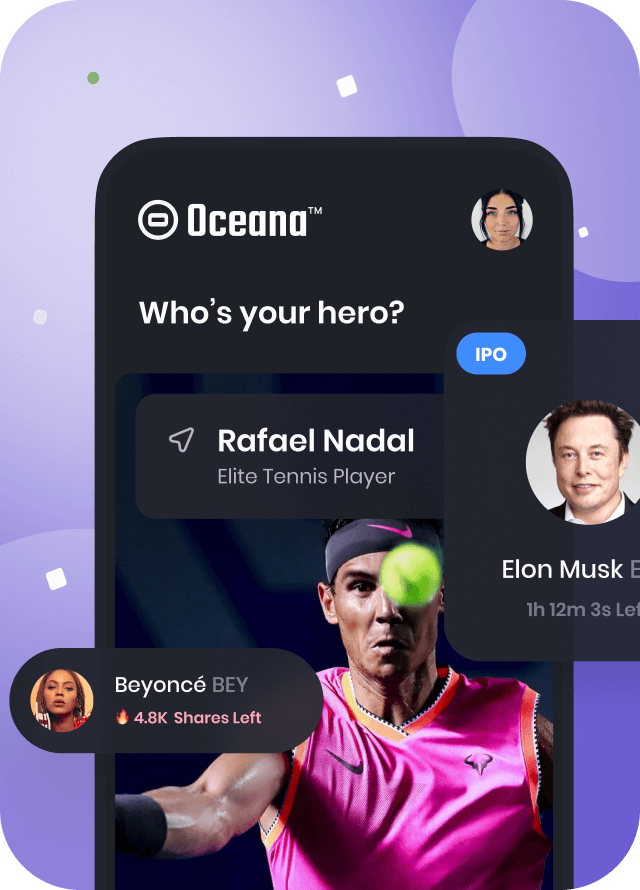 Oceana™
Who's your hero?
IPO
Rafael Nadal
Elite Tennis Player
Elon Musk E
1h 12m 3s Lef
Beyoncé BEY
🔥 4.8K Shares Left